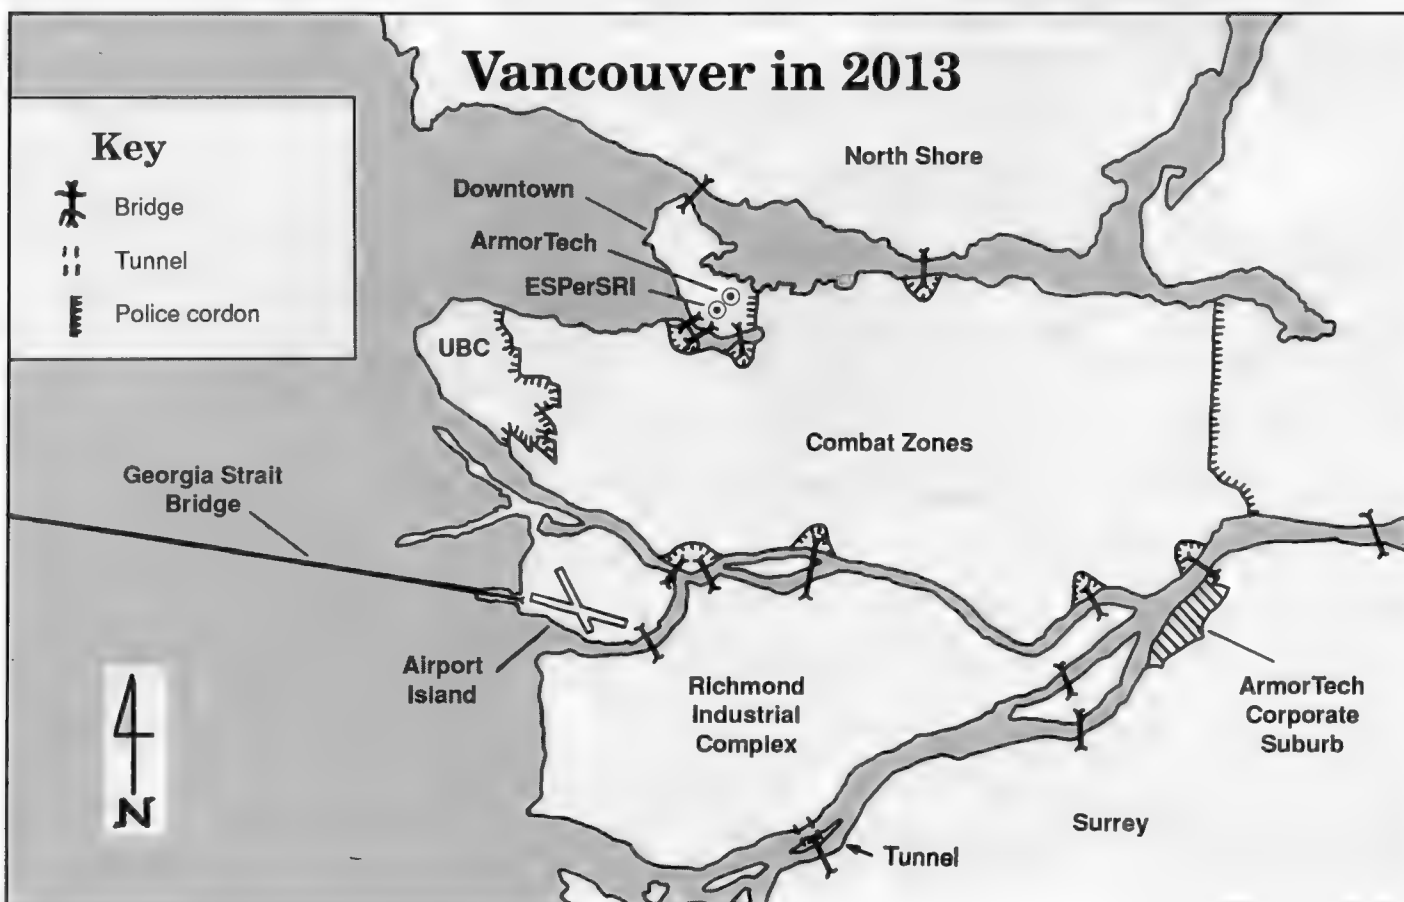 Vancouver in 2013
Key
Bridge
Tunnel
Police cordon
North Shore
Downtown
ArmorTech
ESPerSRI
UBC
Combat Zones
Georgia Strait
Bridge
Airport
Island
Richmond
Industrial
Complex
ArmorTech
Corporate
Suburb
Surrey
Tunnel
N